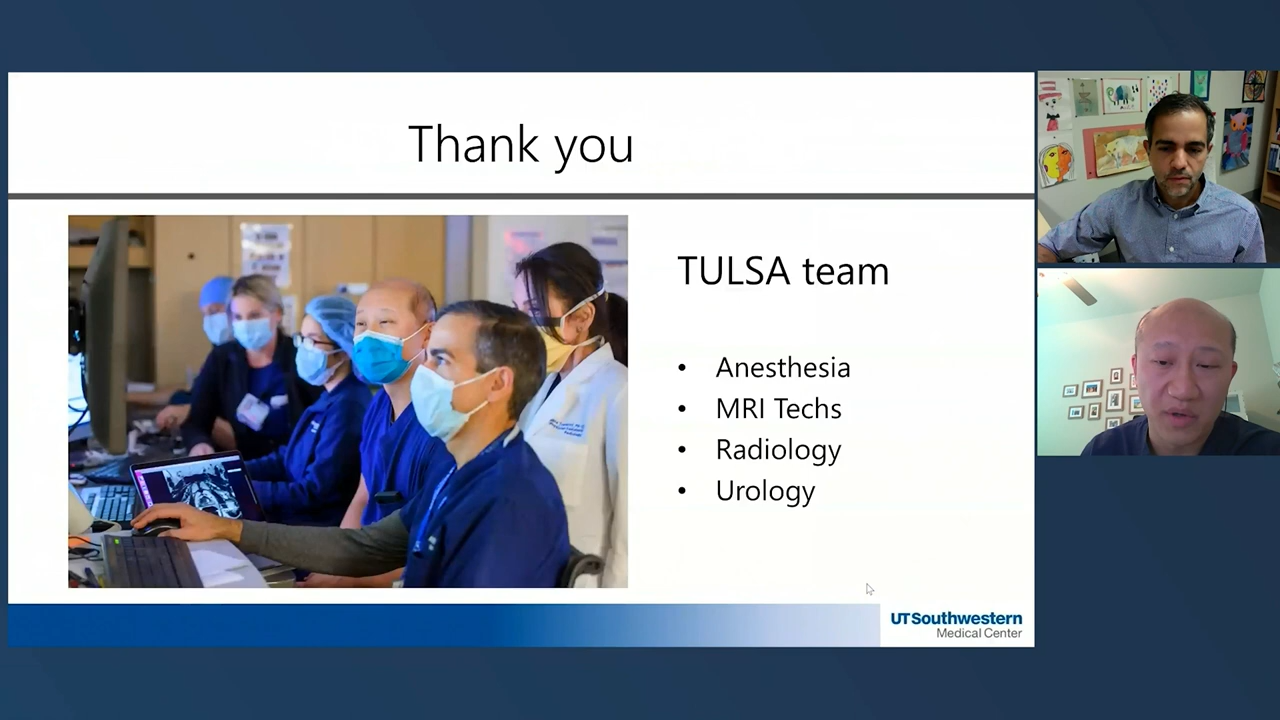 Thank you
TULSA team
• Anesthesia
• MRI Techs
• Radiology
• Urology
UTSouthwestern
Medical Center